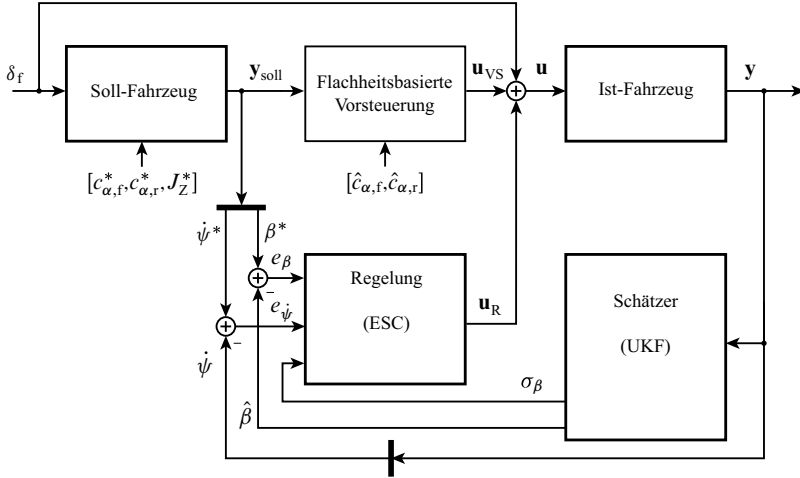 δ_f
Soll-Fahrzeug
y_soll
Flachheitsbasierte
Vorsteuerung
u_VS
u
Ist-Fahrzeug
y
[c*_α,f, c*_α,r, J*_Z]
[ĉ_α,f, ĉ_α,r]
ψ̇*
β*
e_β
Regelung
(ESC)
u_R
Schätzer
(UKF)
−
e_ψ̇
−
ψ̇
σ_β
β̂